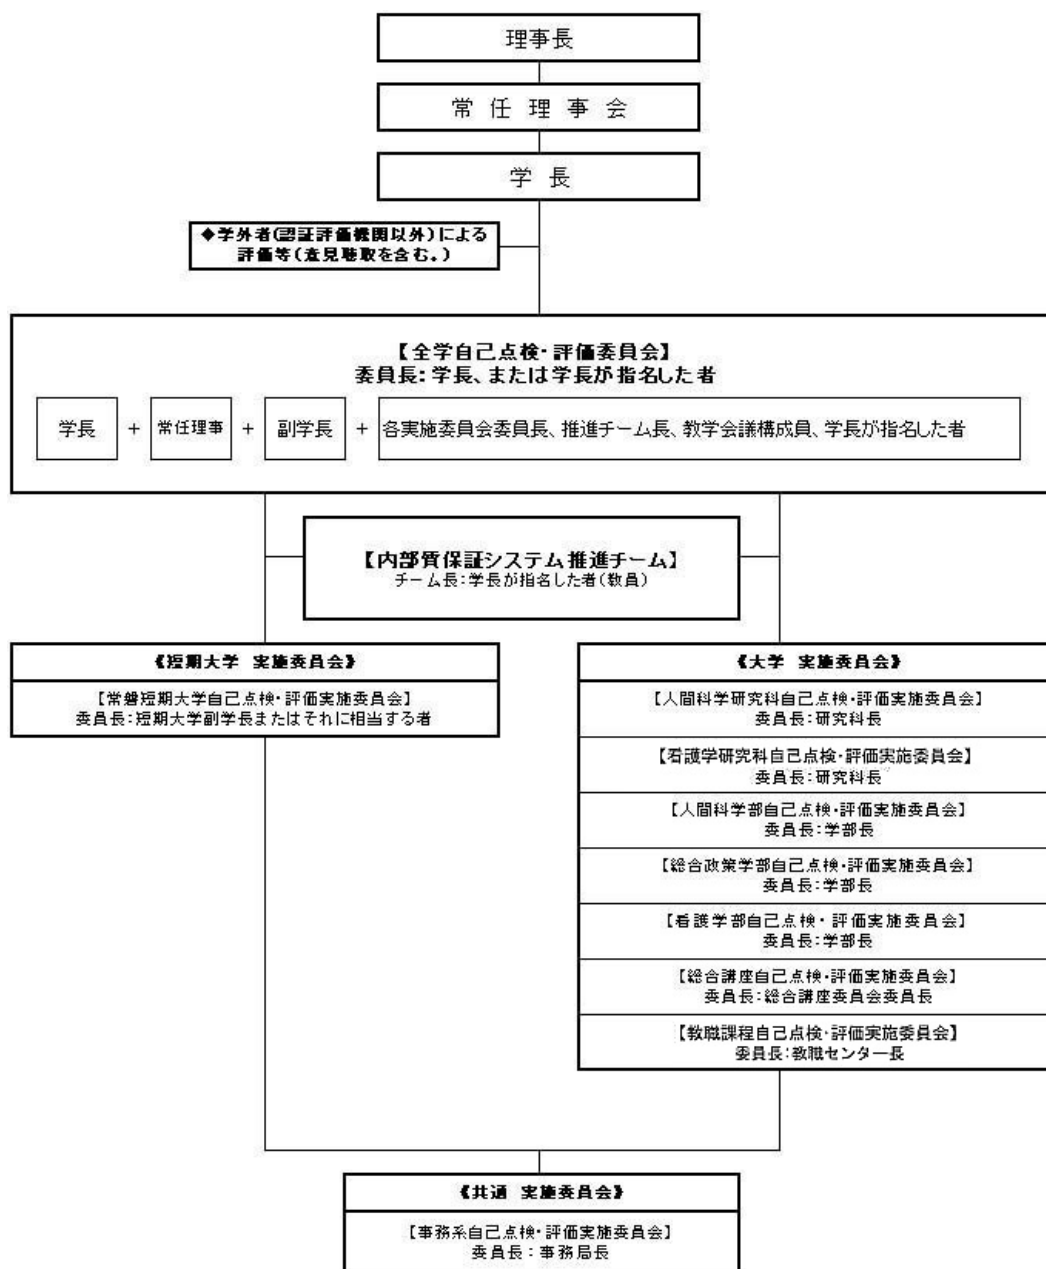 理事長
常任理事会
学長
◆学外者(認証評価機関以外)による
評価等(意見聴取を含む。)
【全学自己点検・評価委員会】
委員長:学長、または学長が指名した者
学長 + 常任理事 + 副学長 + 各実施委員会委員長、推進チーム長、教学会議構成員、学長が指名した者
【内部質保証システム推進チーム】
チーム長:学長が指名した者(教員)
《短期大学 実施委員会》
【常磐短期大学自己点検・評価実施委員会】
委員長:短期大学副学長またはそれに相当する者
《大学 実施委員会》
【人間科学研究科自己点検・評価実施委員会】
委員長:研究科長
【看護学研究科自己点検・評価実施委員会】
委員長:研究科長
【人間科学部自己点検・評価実施委員会】
委員長:学部長
【総合政策学部自己点検・評価実施委員会】
委員長:学部長
【看護学部自己点検・評価実施委員会】
委員長:学部長
【総合講座自己点検・評価実施委員会】
委員長:総合講座委員会委員長
【教職課程自己点検・評価実施委員会】
委員長:教職センター長
《共通 実施委員会》
【事務系自己点検・評価実施委員会】
委員長:事務局長